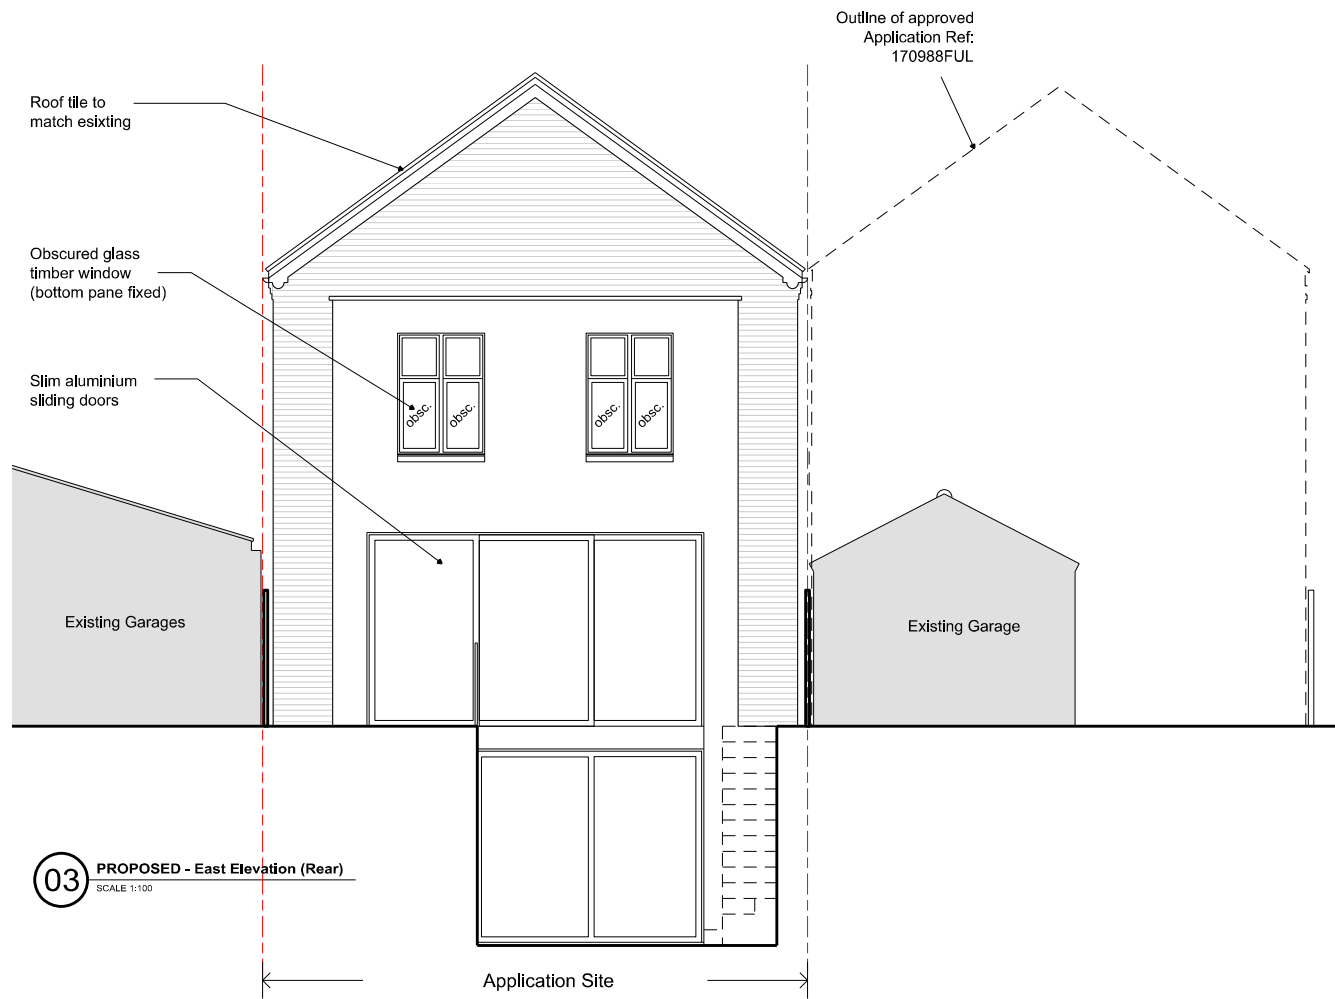 Outline of approved
Application Ref:
170988FUL
Roof tile to
match esixting
Obscured glass
timber window
(bottom pane fixed)
Slim aluminium
sliding doors
obsc.
obsc.
obsc.
obsc.
Existing Garages
Existing Garage
03
PROPOSED - East Elevation (Rear)
SCALE 1:100
Application Site